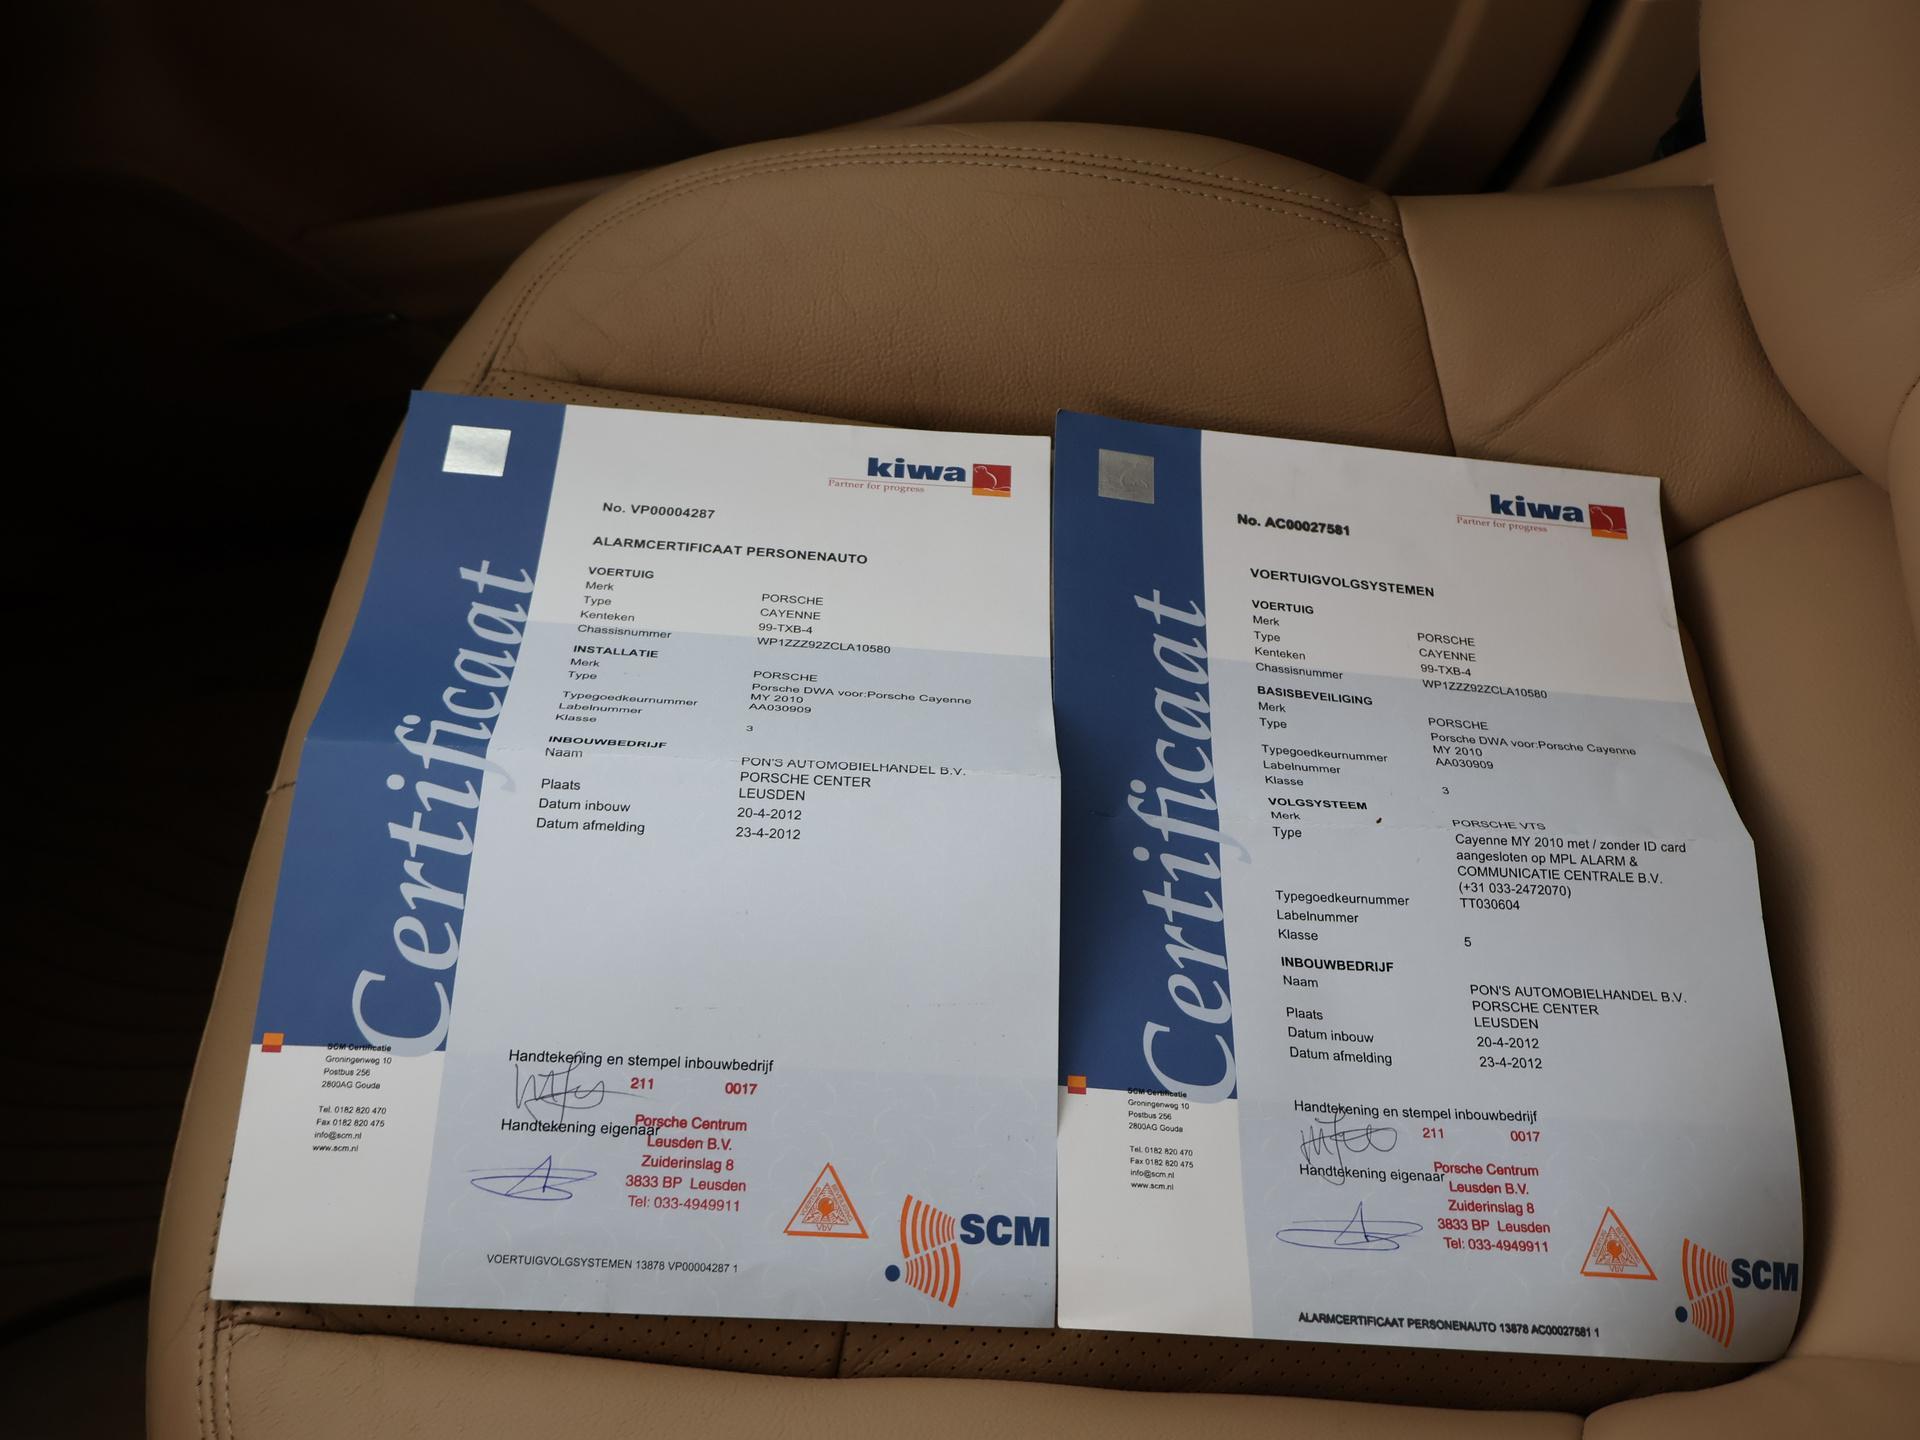 Certificaat
kiwa
Partner for progress
No. VP00004287
ALARMCERTIFICAAT PERSONENAUTO
VOERTUIG
Merk PORSCHE
Type CAYENNE
Kenteken 99-TXB-4
Chassisnummer WP1ZZZ92ZCLA10580
INSTALLATIE
Merk PORSCHE
Type Porsche DWA voor:Porsche Cayenne
MY 2010
Typegoedkeurnummer AA030909
Labelnummer
Klasse 3
INBOUWBEDRIJF
Naam PON'S AUTOMOBIELHANDEL B.V.
PORSCHE CENTER
Plaats LEUSDEN
Datum inbouw 20-4-2012
Datum afmelding 23-4-2012
SCM Certificatie
Groningenweg 10
Postbus 256
2800AG Gouda
Tel. 0182 820 470
Fax 0182 820 475
info@scm.nl
www.scm.nl
Handtekening en stempel inbouwbedrijf
211 0017
Handtekening eigenaar
Porsche Centrum
Leusden B.V.
Zuiderinslag 8
3833 BP Leusden
Tel: 033-4949911
VbV
SCM
VOERTUIGVOLGSYSTEMEN 13878 VP00004287 1
Certificaat
kiwa
Partner for progress
No. AC00027581
VOERTUIGVOLGSYSTEMEN
VOERTUIG
Merk PORSCHE
Type CAYENNE
Kenteken 99-TXB-4
Chassisnummer WP1ZZZ92ZCLA10580
BASISBEVEILIGING
Merk PORSCHE
Type Porsche DWA voor:Porsche Cayenne
MY 2010
Typegoedkeurnummer AA030909
Labelnummer
Klasse 3
VOLGSYSTEEM
Merk PORSCHE VTS
Type Cayenne MY 2010 met / zonder ID card
aangesloten op MPL ALARM &
COMMUNICATIE CENTRALE B.V.
(+31 033-2472070)
Typegoedkeurnummer TT030604
Labelnummer
Klasse 5
INBOUWBEDRIJF
Naam PON'S AUTOMOBIELHANDEL B.V.
PORSCHE CENTER
Plaats LEUSDEN
Datum inbouw 20-4-2012
Datum afmelding 23-4-2012
SCM Certificatie
Groningenweg 10
Postbus 256
2800AG Gouda
Tel. 0182 820 470
Fax 0182 820 475
info@scm.nl
www.scm.nl
Handtekening en stempel inbouwbedrijf
211 0017
Handtekening eigenaar
Porsche Centrum
Leusden B.V.
Zuiderinslag 8
3833 BP Leusden
Tel: 033-4949911
VbV
SCM
ALARMCERTIFICAAT PERSONENAUTO 13878 AC00027581 1